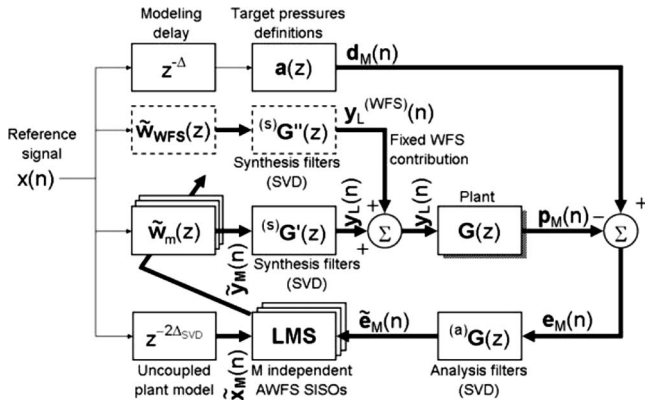 Modeling delay
Target pressures definitions
z^-Δ
a(z)
d_M(n)
w̃_WFS(z)
(s)G''(z)
y_L^(WFS)(n)
Fixed WFS contribution
Synthesis filters (SVD)
Reference signal
x(n)
w̃_m(z)
(s)G'(z)
y_L(n)
+
+
Σ
y_L(n)
Plant
G(z)
p_M(n)
−
+
Σ
ỹ_M(n)
Synthesis filters (SVD)
z^-2Δ_SVD
LMS
ẽ_M(n)
(a)G(z)
e_M(n)
Uncoupled plant model
x̃_M(n)
M independent AWFS SISOs
Analysis filters (SVD)